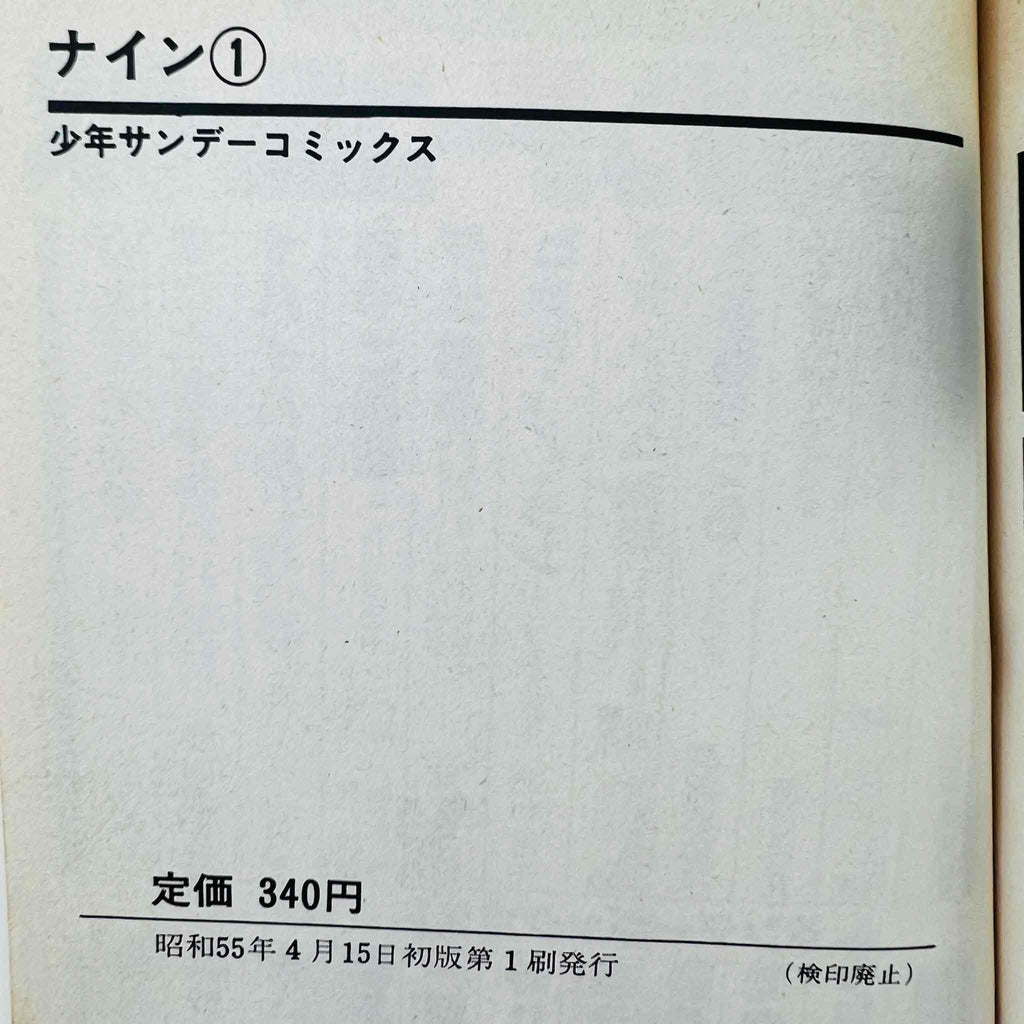 ナイン①
少年サンデーコミックス
定価 340円
昭和55年4月15日初版第1刷発行
(検印廃止)